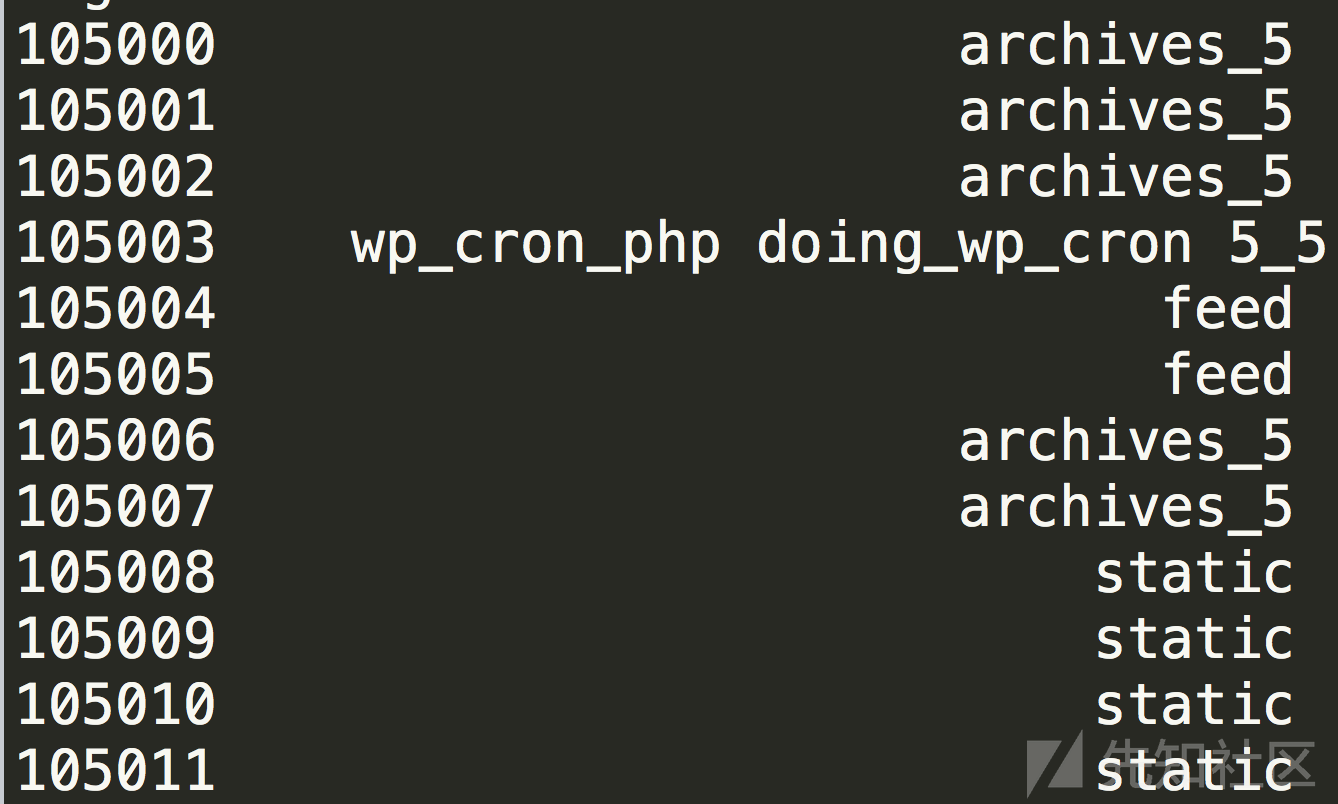 105000 archives_5
105001 archives_5
105002 archives_5
105003 wp_cron_php doing_wp_cron 5_5
105004 feed
105005 feed
105006 archives_5
105007 archives_5
105008 static
105009 static
105010 static
105011 static
先知社区